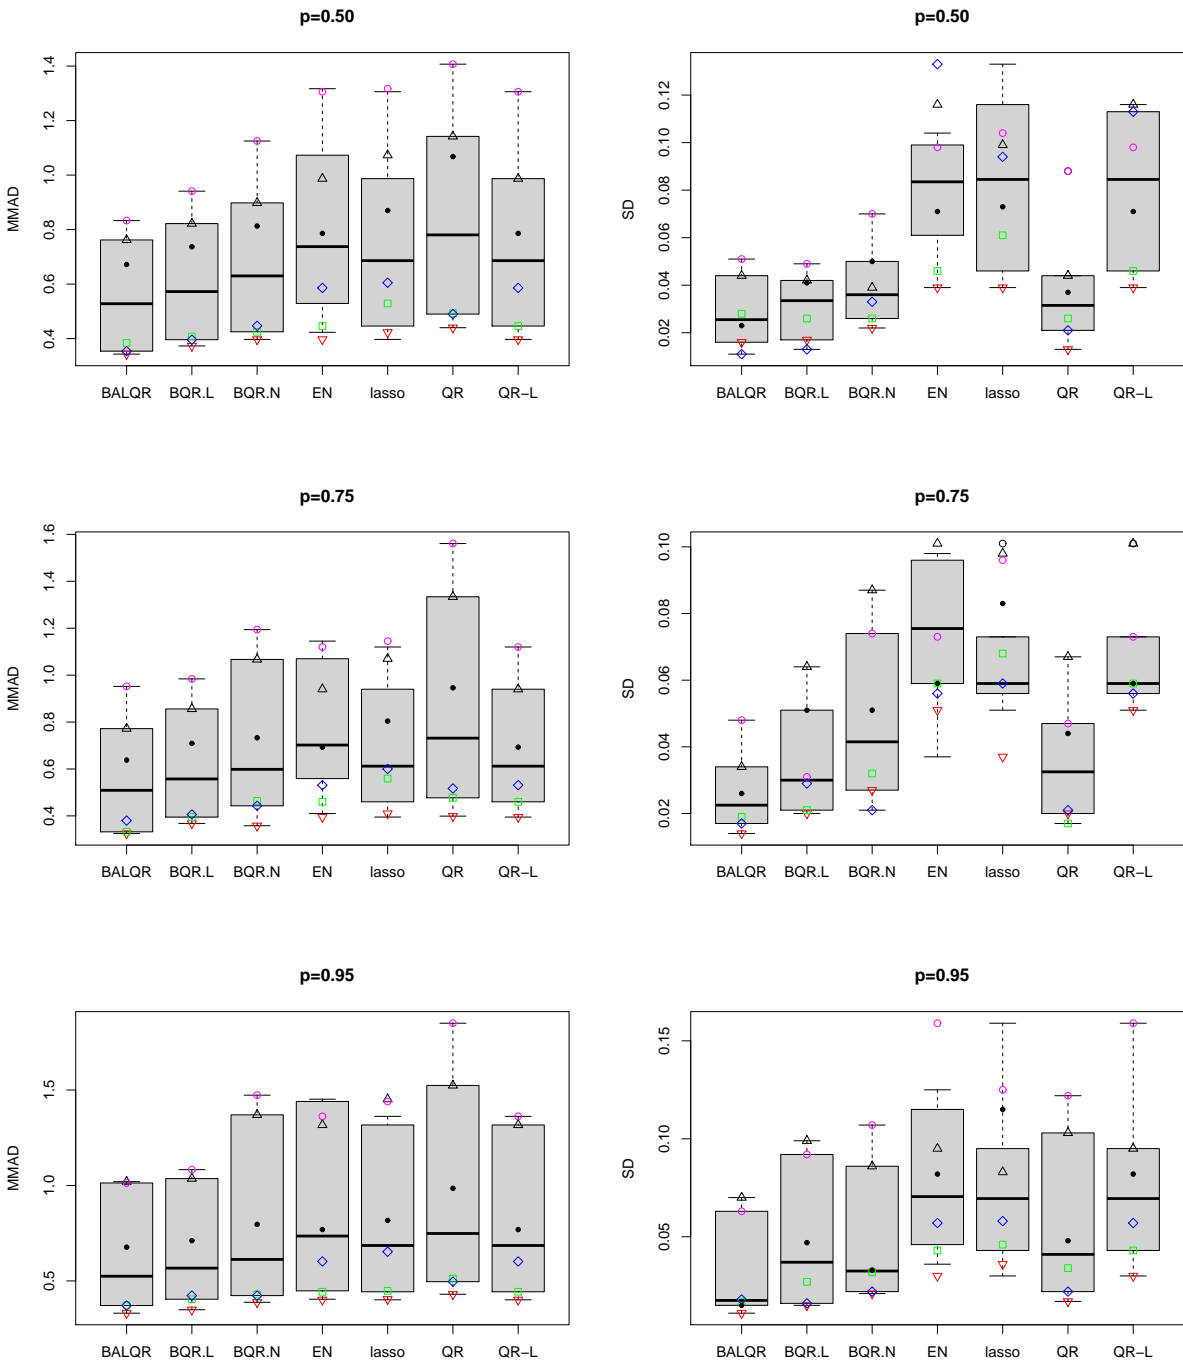 p=0.50
MMAD
0.4 0.6 0.8 1.0 1.2 1.4
BALQR BQR.L BQR.N EN lasso QR QR−L
p=0.50
SD
0.02 0.04 0.06 0.08 0.10 0.12
BALQR BQR.L BQR.N EN lasso QR QR−L
p=0.75
MMAD
0.4 0.6 0.8 1.0 1.2 1.4 1.6
BALQR BQR.L BQR.N EN lasso QR QR−L
p=0.75
SD
0.02 0.04 0.06 0.08 0.10
BALQR BQR.L BQR.N EN lasso QR QR−L
p=0.95
MMAD
0.5 1.0 1.5
BALQR BQR.L BQR.N EN lasso QR QR−L
p=0.95
SD
0.05 0.10 0.15
BALQR BQR.L BQR.N EN lasso QR QR−L